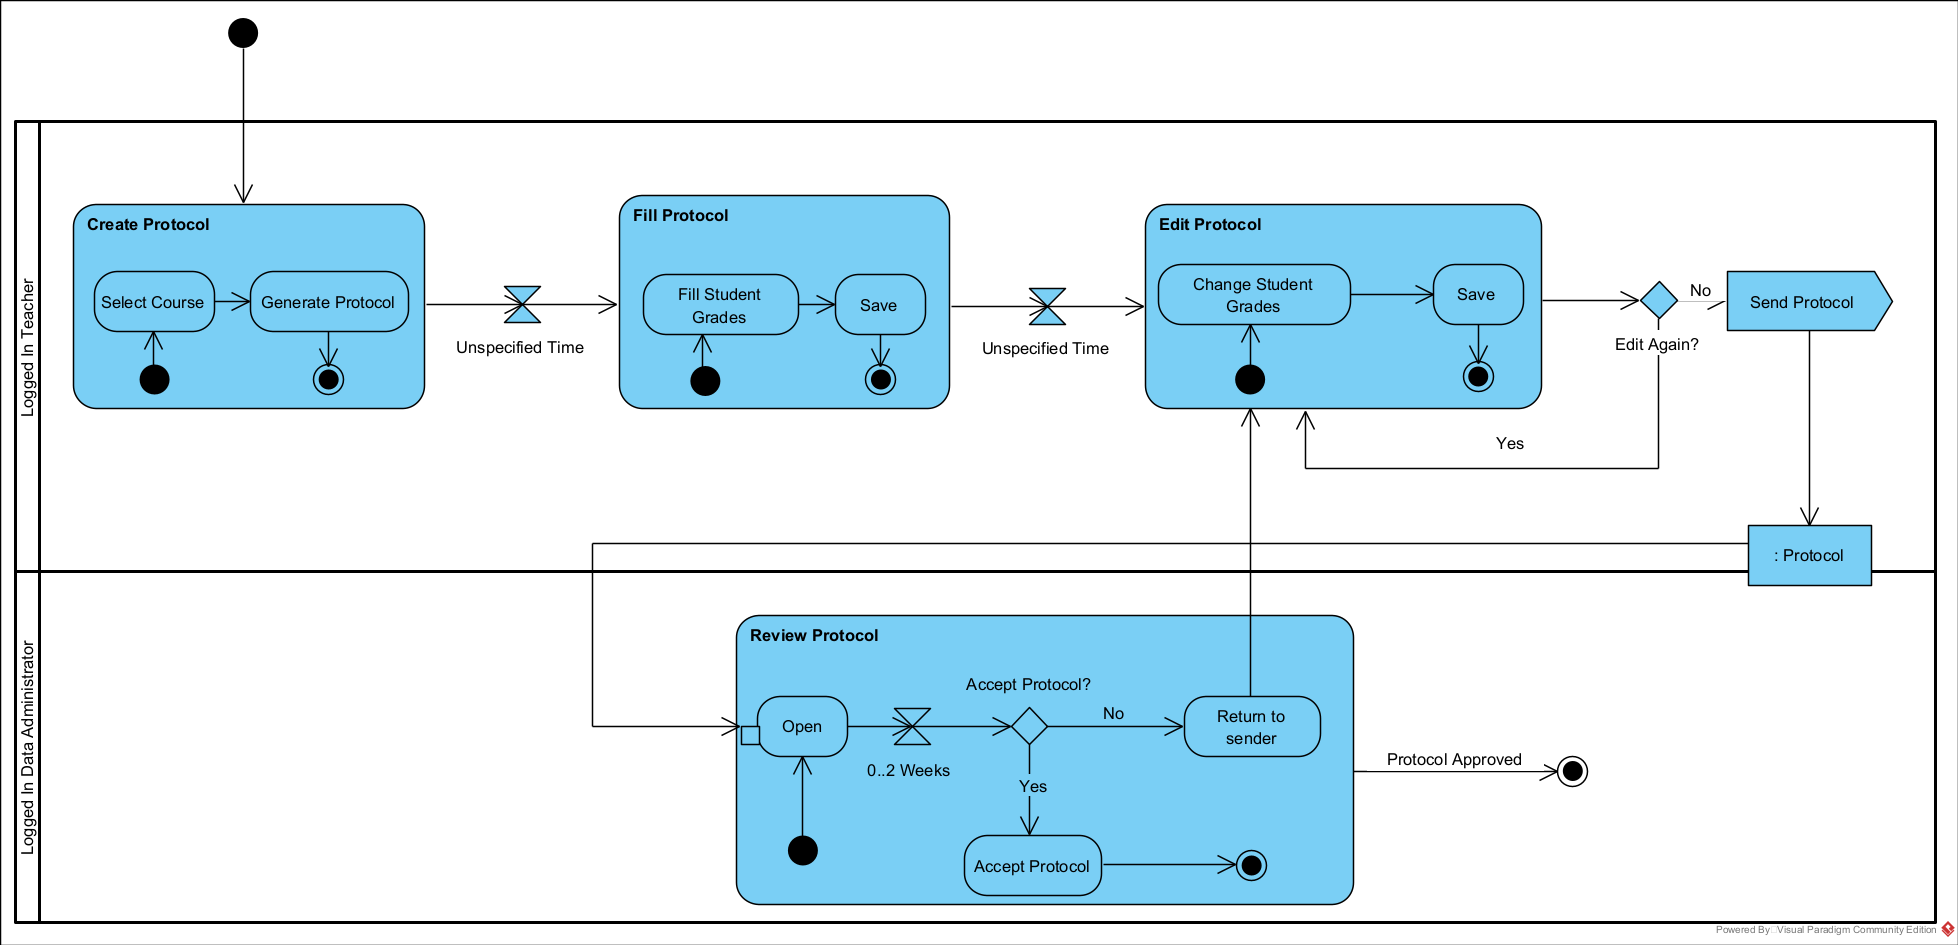 Logged In Teacher
Create Protocol
Select Course
Generate Protocol
Unspecified Time
Fill Protocol
Fill Student
Grades
Save
Unspecified Time
Edit Protocol
Change Student
Grades
Save
No
Edit Again?
Yes
Send Protocol
: Protocol
Logged In Data Administrator
Review Protocol
Open
0..2 Weeks
Accept Protocol?
No
Yes
Return to
sender
Accept Protocol
Protocol Approved
Powered By Visual Paradigm Community Edition